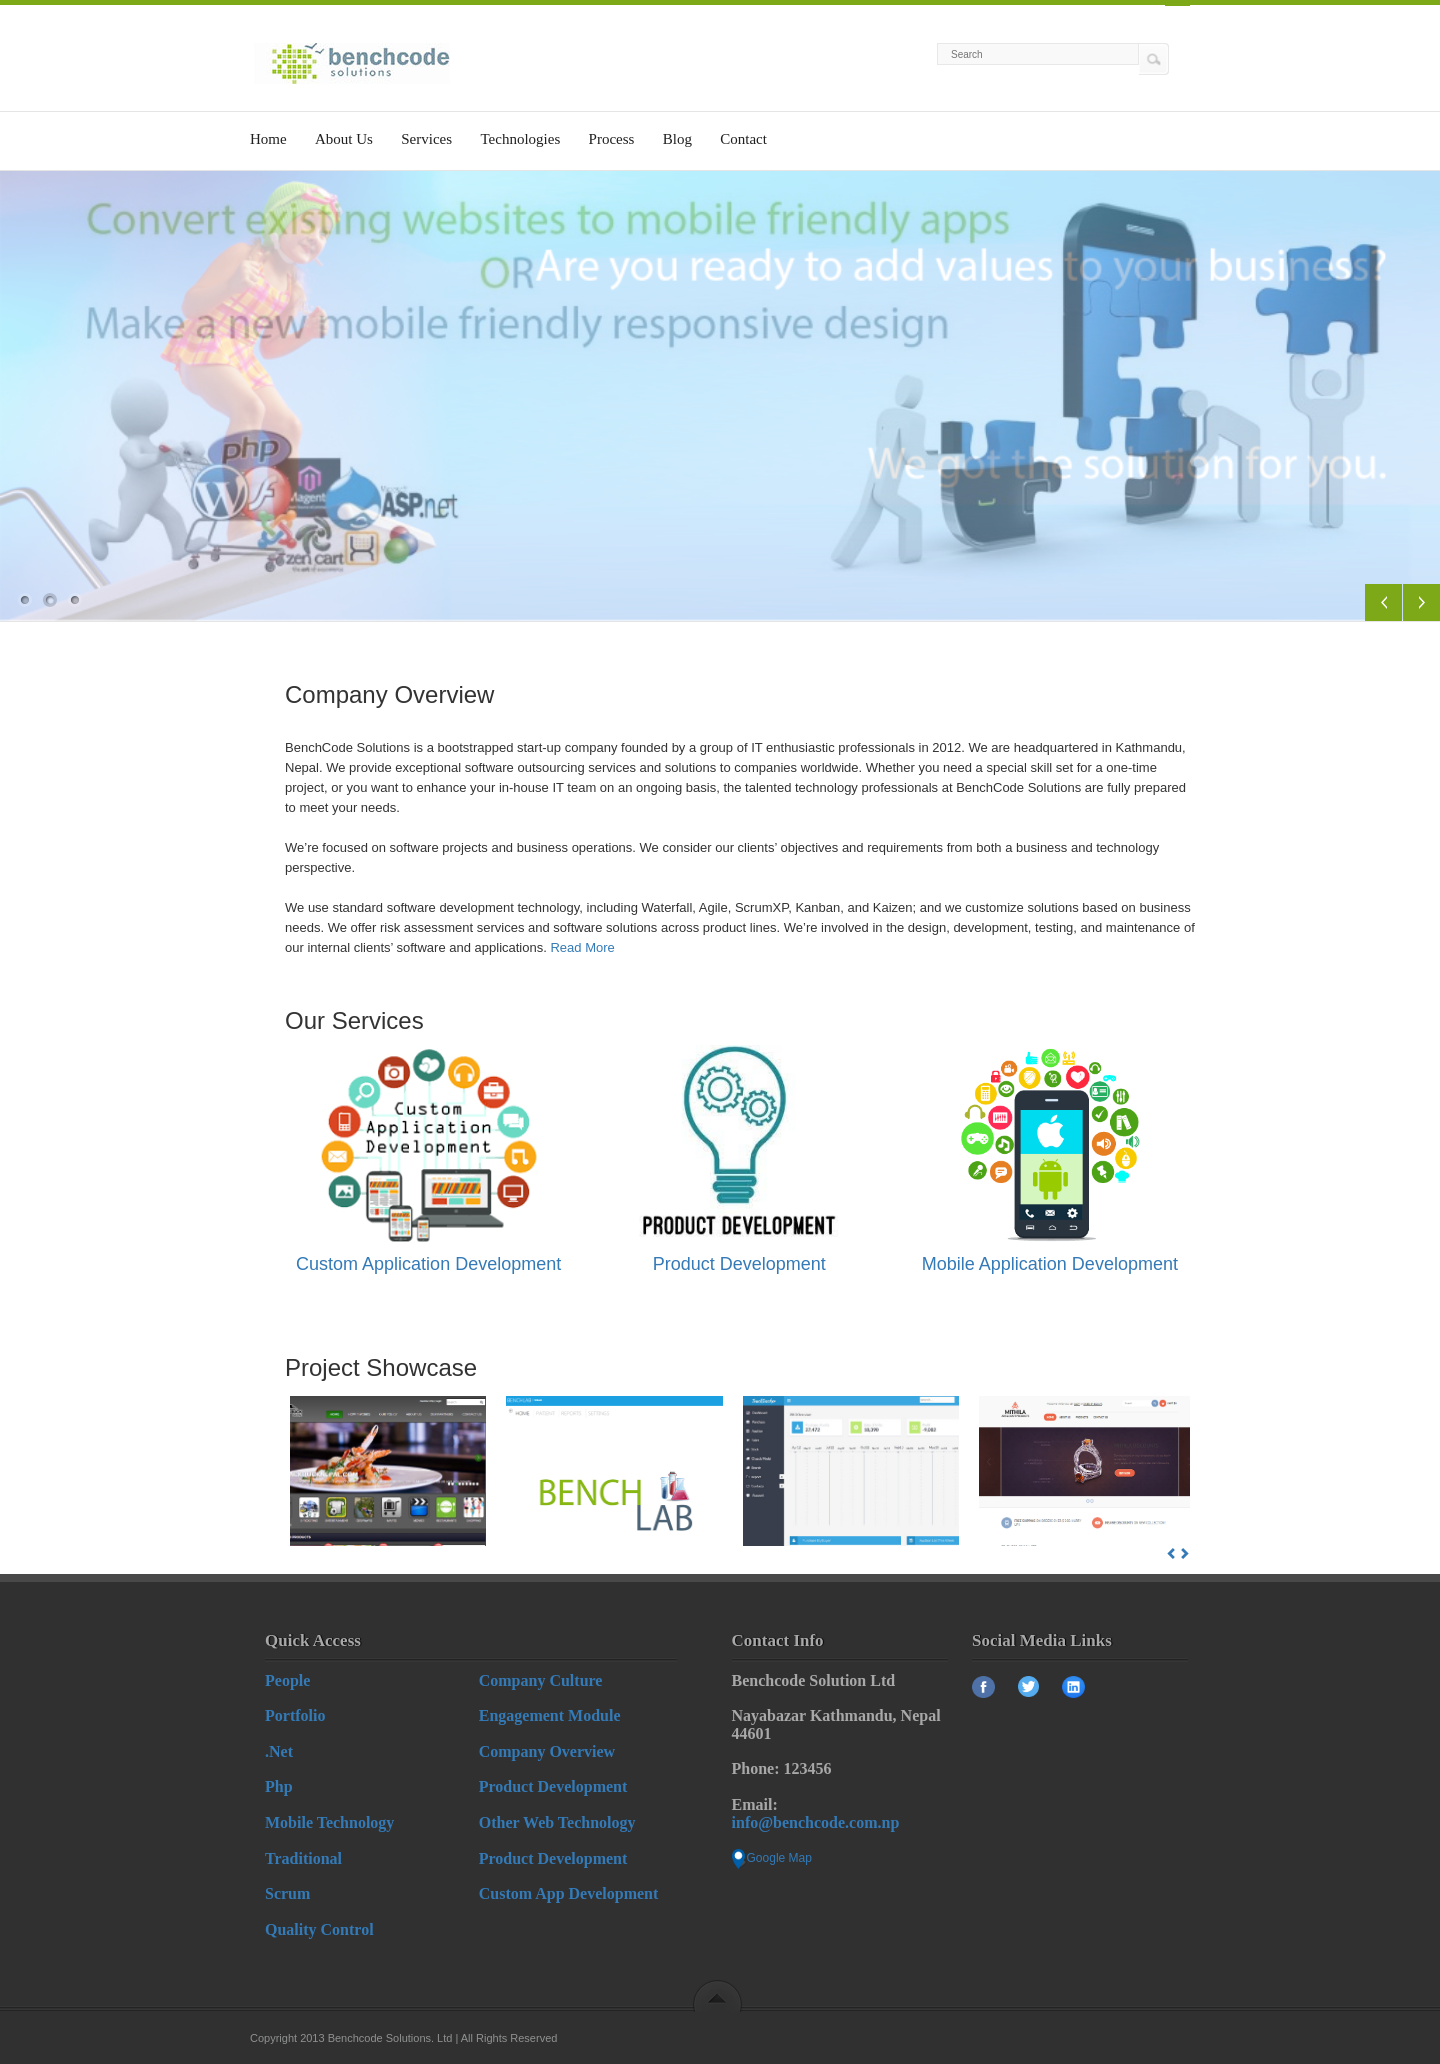 benchcode
solutions
Search
Home About Us Services Technologies Process Blog Contact
Convert existing websites to mobile friendly apps
OR
Are you ready to add values to your business?
Make a new mobile friendly responsive design
We got the solution for you.
php
Magento
ASP.net
zen cart
Company Overview
BenchCode Solutions is a bootstrapped start-up company founded by a group of IT enthusiastic professionals in 2012. We are headquartered in Kathmandu,
Nepal. We provide exceptional software outsourcing services and solutions to companies worldwide. Whether you need a special skill set for a one-time
project, or you want to enhance your in-house IT team on an ongoing basis, the talented technology professionals at BenchCode Solutions are fully prepared
to meet your needs.
We’re focused on software projects and business operations. We consider our clients’ objectives and requirements from both a business and technology
perspective.
We use standard software development technology, including Waterfall, Agile, ScrumXP, Kanban, and Kaizen; and we customize solutions based on business
needs. We offer risk assessment services and software solutions across product lines. We’re involved in the design, development, testing, and maintenance of
our internal clients’ software and applications. Read More
Our Services
Custom
Application
Development
PRODUCT DEVELOPMENT
Custom Application Development
Product Development
Mobile Application Development
Project Showcase
BENCH
LAB
MITHILA
Quick Access
People
Portfolio
.Net
Php
Mobile Technology
Traditional
Scrum
Quality Control
Company Culture
Engagement Module
Company Overview
Product Development
Other Web Technology
Product Development
Custom App Development
Contact Info
Benchcode Solution Ltd
Nayabazar Kathmandu, Nepal
44601
Phone: 123456
Email:
info@benchcode.com.np
Google Map
Social Media Links
Copyright 2013 Benchcode Solutions. Ltd | All Rights Reserved